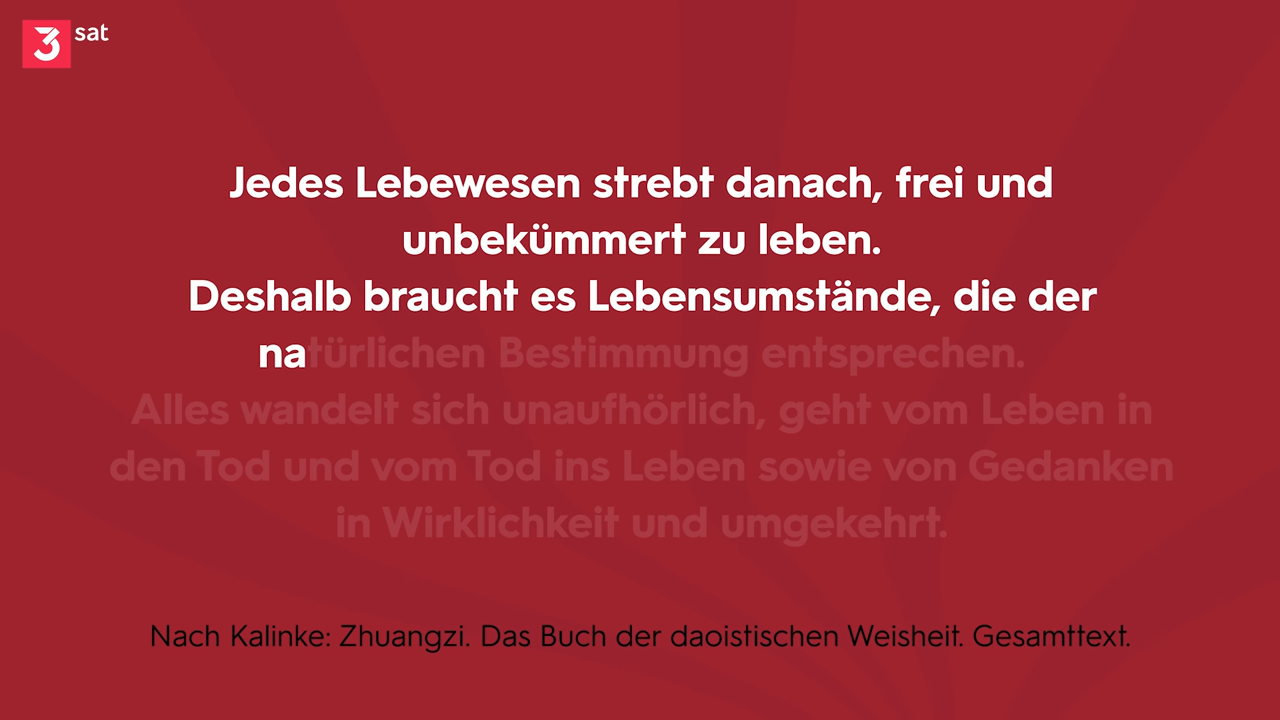 3sat
Jedes Lebewesen strebt danach, frei und
unbekümmert zu leben.
Deshalb braucht es Lebensumstände, die der
natürlichen Bestimmung entsprechen.
Alles wandelt sich unaufhörlich, geht vom Leben in
den Tod und vom Tod ins Leben sowie von Gedanken
in Wirklichkeit und umgekehrt.
Nach Kalinke: Zhuangzi. Das Buch der daoistischen Weisheit. Gesamttext.